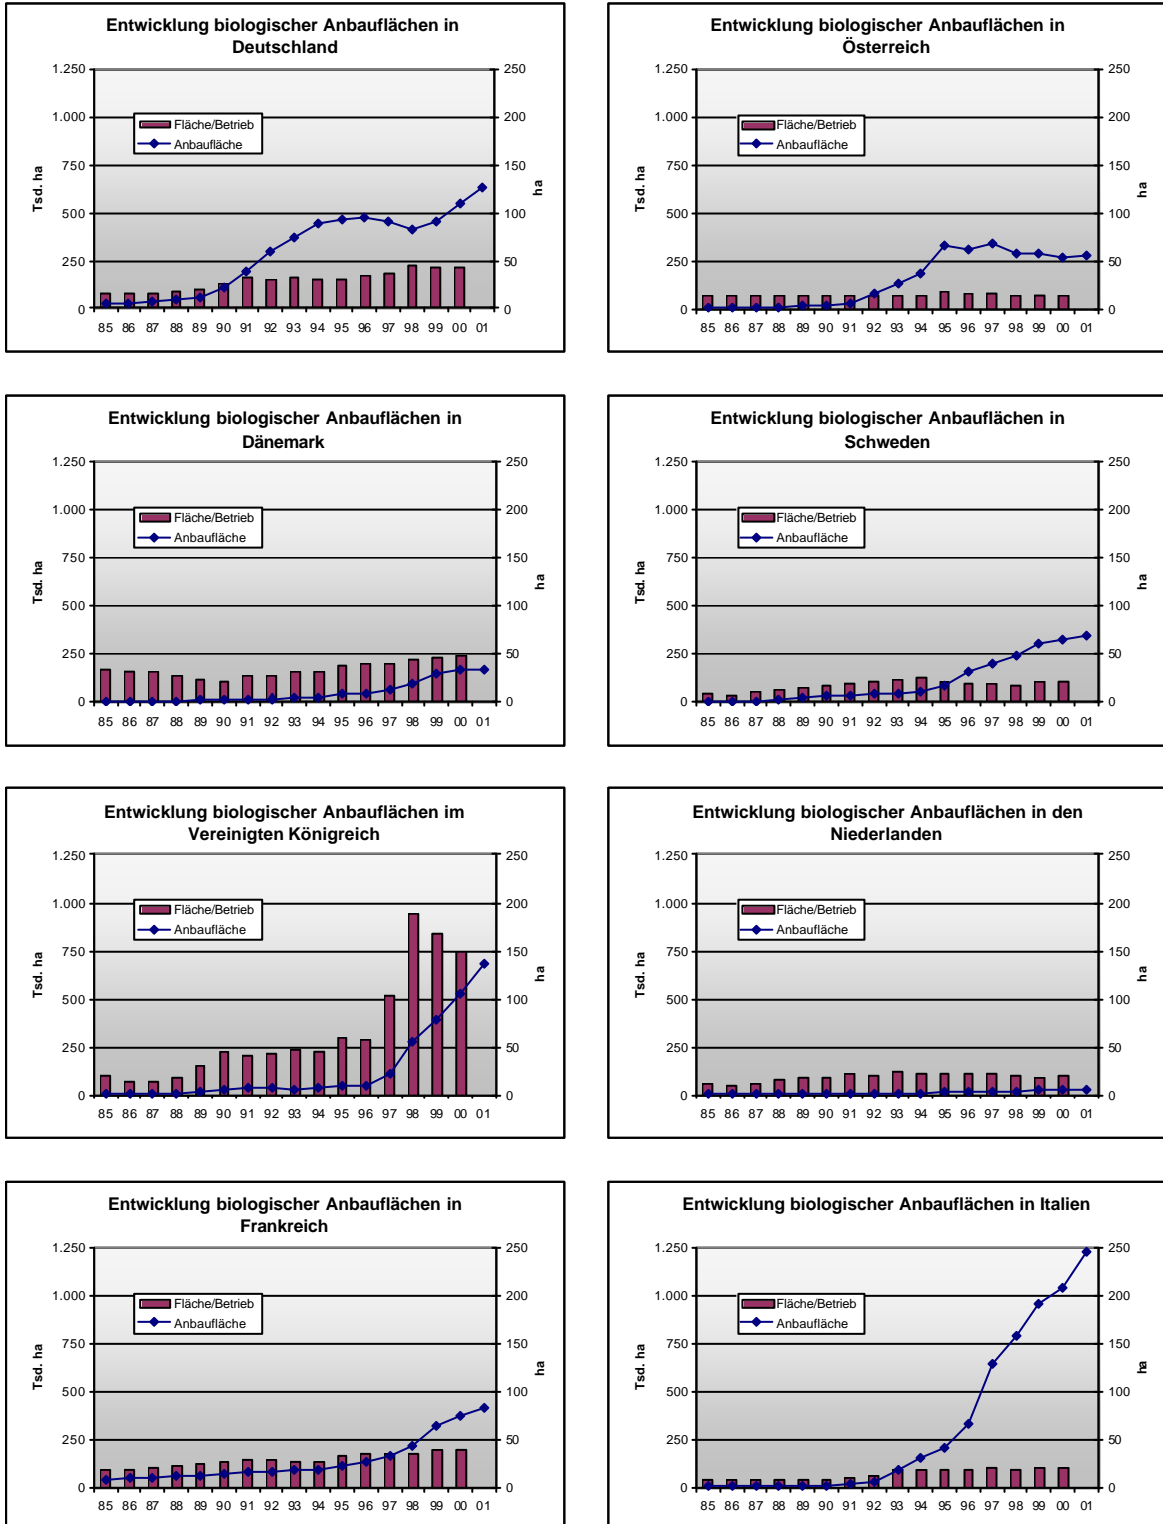 Entwicklung biologischer Anbauflächen in
Deutschland
1.250
1.000
750
500
250
0
250
200
150
100
50
0
Tsd. ha
ha
Fläche/Betrieb
Anbaufläche
85 86 87 88 89 90 91 92 93 94 95 96 97 98 99 00 01
Entwicklung biologischer Anbauflächen in
Österreich
1.250
1.000
750
500
250
0
250
200
150
100
50
0
Tsd. ha
ha
Fläche/Betrieb
Anbaufläche
85 86 87 88 89 90 91 92 93 94 95 96 97 98 99 00 01
Entwicklung biologischer Anbauflächen in
Dänemark
1.250
1.000
750
500
250
0
250
200
150
100
50
0
Tsd. ha
ha
Fläche/Betrieb
Anbaufläche
85 86 87 88 89 90 91 92 93 94 95 96 97 98 99 00 01
Entwicklung biologischer Anbauflächen in
Schweden
1.250
1.000
750
500
250
0
250
200
150
100
50
0
Tsd. ha
ha
Fläche/Betrieb
Anbaufläche
85 86 87 88 89 90 91 92 93 94 95 96 97 98 99 00 01
Entwicklung biologischer Anbauflächen im
Vereinigten Königreich
1.250
1.000
750
500
250
0
250
200
150
100
50
0
Tsd. ha
ha
Fläche/Betrieb
Anbaufläche
85 86 87 88 89 90 91 92 93 94 95 96 97 98 99 00 01
Entwicklung biologischer Anbauflächen in den
Niederlanden
1.250
1.000
750
500
250
0
250
200
150
100
50
0
Tsd. ha
ha
Fläche/Betrieb
Anbaufläche
85 86 87 88 89 90 91 92 93 94 95 96 97 98 99 00 01
Entwicklung biologischer Anbauflächen in
Frankreich
1.250
1.000
750
500
250
0
250
200
150
100
50
0
Tsd. ha
ha
Fläche/Betrieb
Anbaufläche
85 86 87 88 89 90 91 92 93 94 95 96 97 98 99 00 01
Entwicklung biologischer Anbauflächen in Italien
1.250
1.000
750
500
250
0
250
200
150
100
50
0
Tsd. ha
ha
Fläche/Betrieb
Anbaufläche
85 86 87 88 89 90 91 92 93 94 95 96 97 98 99 00 01